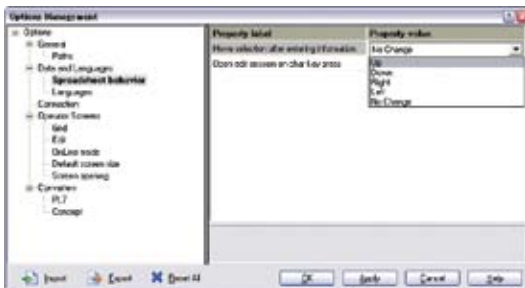 Options Management
Options
General
Paths
Data and Languages
Spreadsheet behavior
Languages
Connection
Operator Screens
Grid
Edit
OnLine mode
Default screen size
Screen opening
Conversion
PL7
Concept
Property label
Property value
Move selection after entering information
No Change
Open edit session on char key press
Up
Down
Right
Left
No Change
Import
Export
Reset All
OK
Apply
Cancel
Help